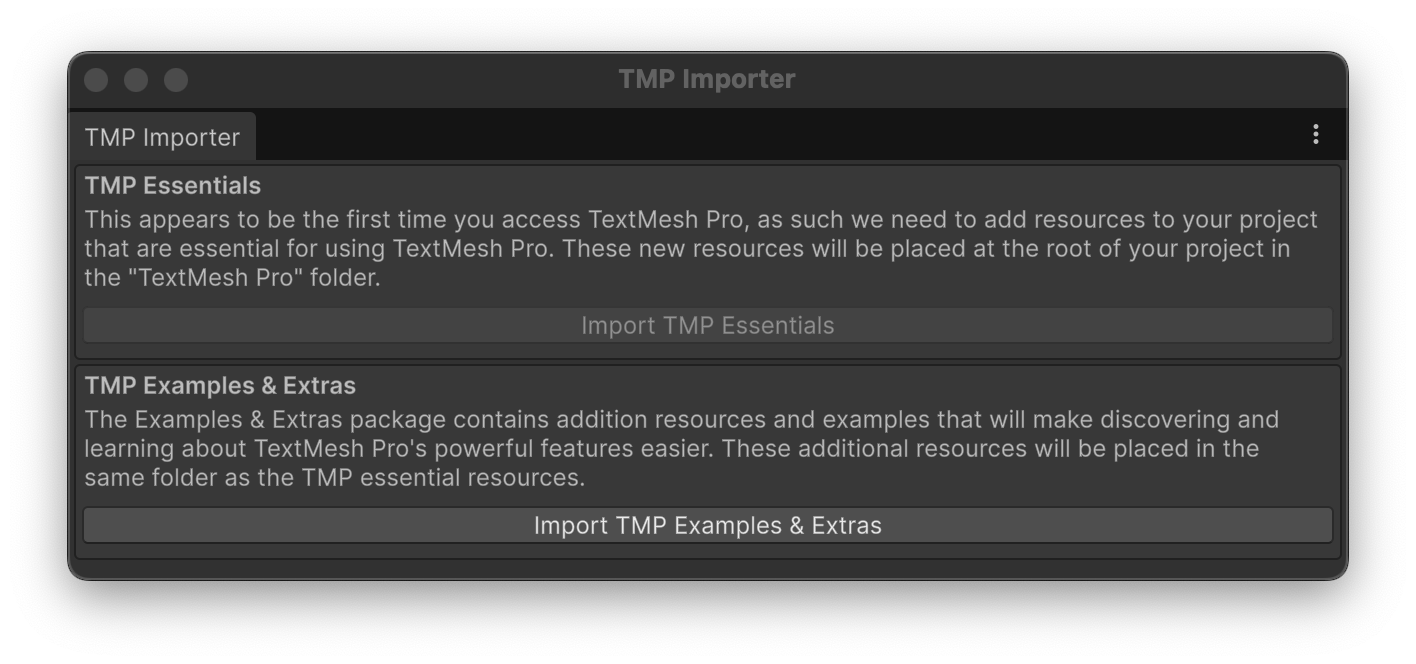 TMP Importer
TMP Importer
TMP Essentials
This appears to be the first time you access TextMesh Pro, as such we need to add resources to your project
that are essential for using TextMesh Pro. These new resources will be placed at the root of your project in
the "TextMesh Pro" folder.
Import TMP Essentials
TMP Examples & Extras
The Examples & Extras package contains addition resources and examples that will make discovering and
learning about TextMesh Pro's powerful features easier. These additional resources will be placed in the
same folder as the TMP essential resources.
Import TMP Examples & Extras